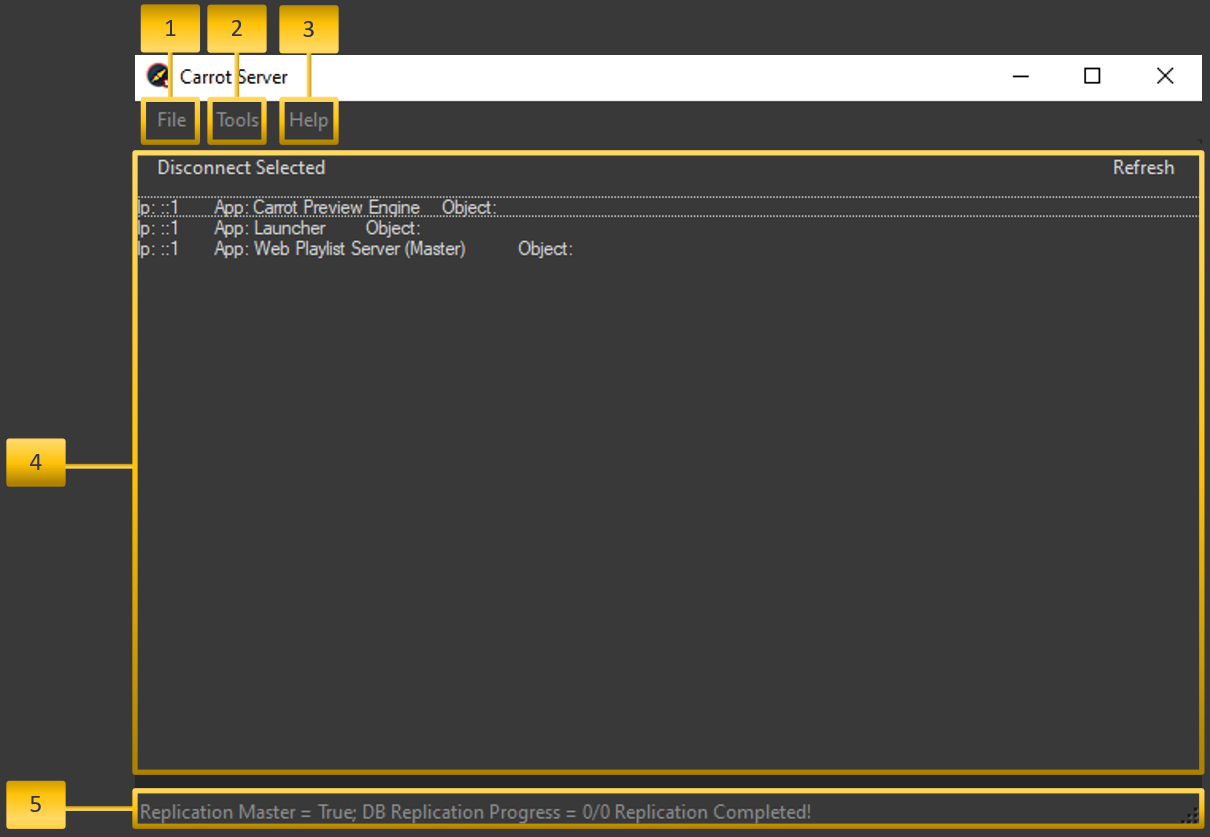 1 2 3
Carrot Server
File Tools Help
Disconnect Selected Refresh
Ip: ::1 App: Carrot Preview Engine Object:
Ip: ::1 App: Launcher Object:
Ip: ::1 App: Web Playlist Server (Master) Object:
4
5
Replication Master = True; DB Replication Progress = 0/0 Replication Completed!